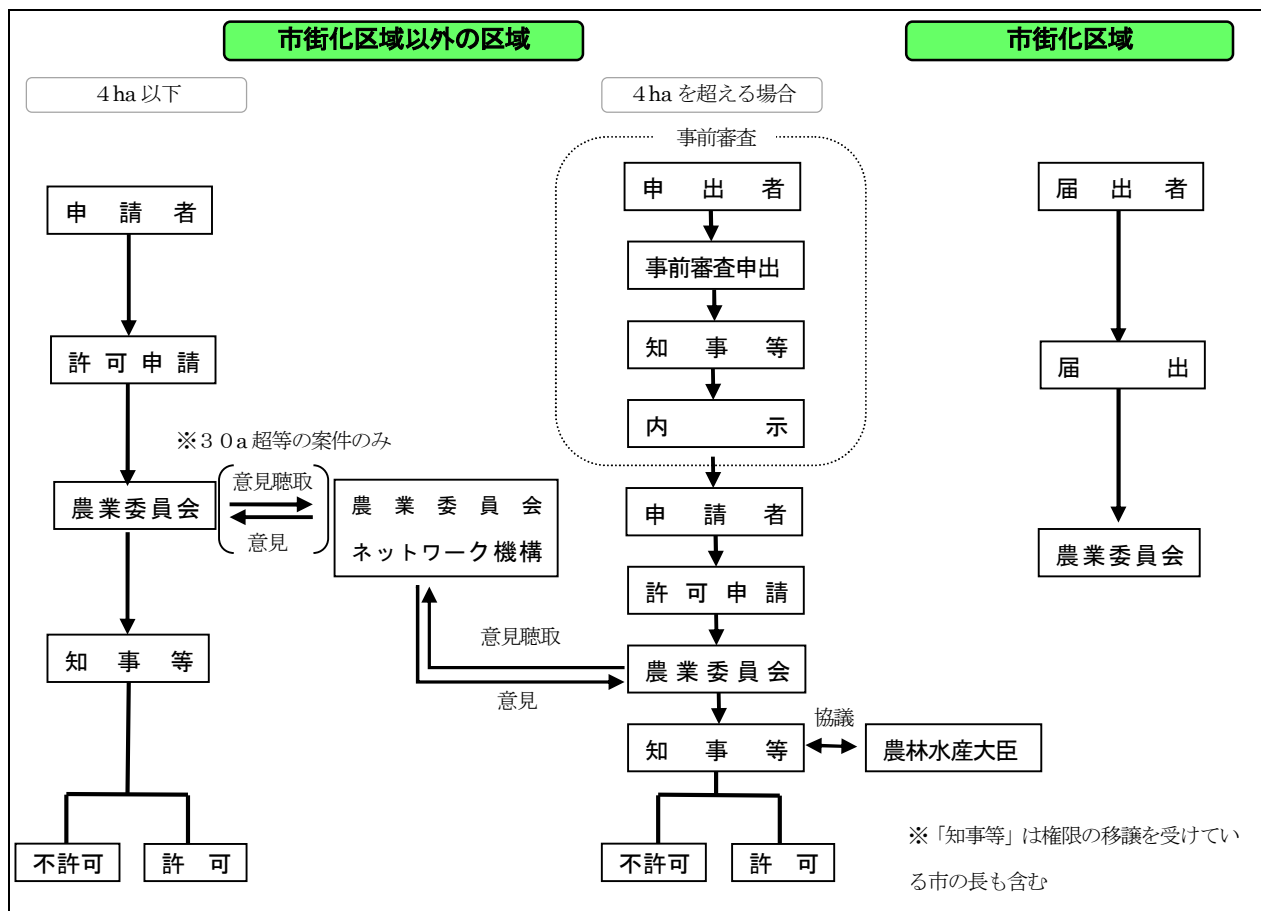 市街化区域以外の区域
市街化区域
4ha以下
4haを超える場合
事前審査
申請者
許可申請
※30a超等の案件のみ
農業委員会
意見聴取
意見
農業委員会
ネットワーク機構
知事等
不許可
許可
申出者
事前審査申出
知事等
内示
申請者
許可申請
意見聴取
意見
農業委員会
知事等
協議
農林水産大臣
不許可
許可
届出者
届出
農業委員会
※「知事等」は権限の移譲を受けてい
る市の長も含む